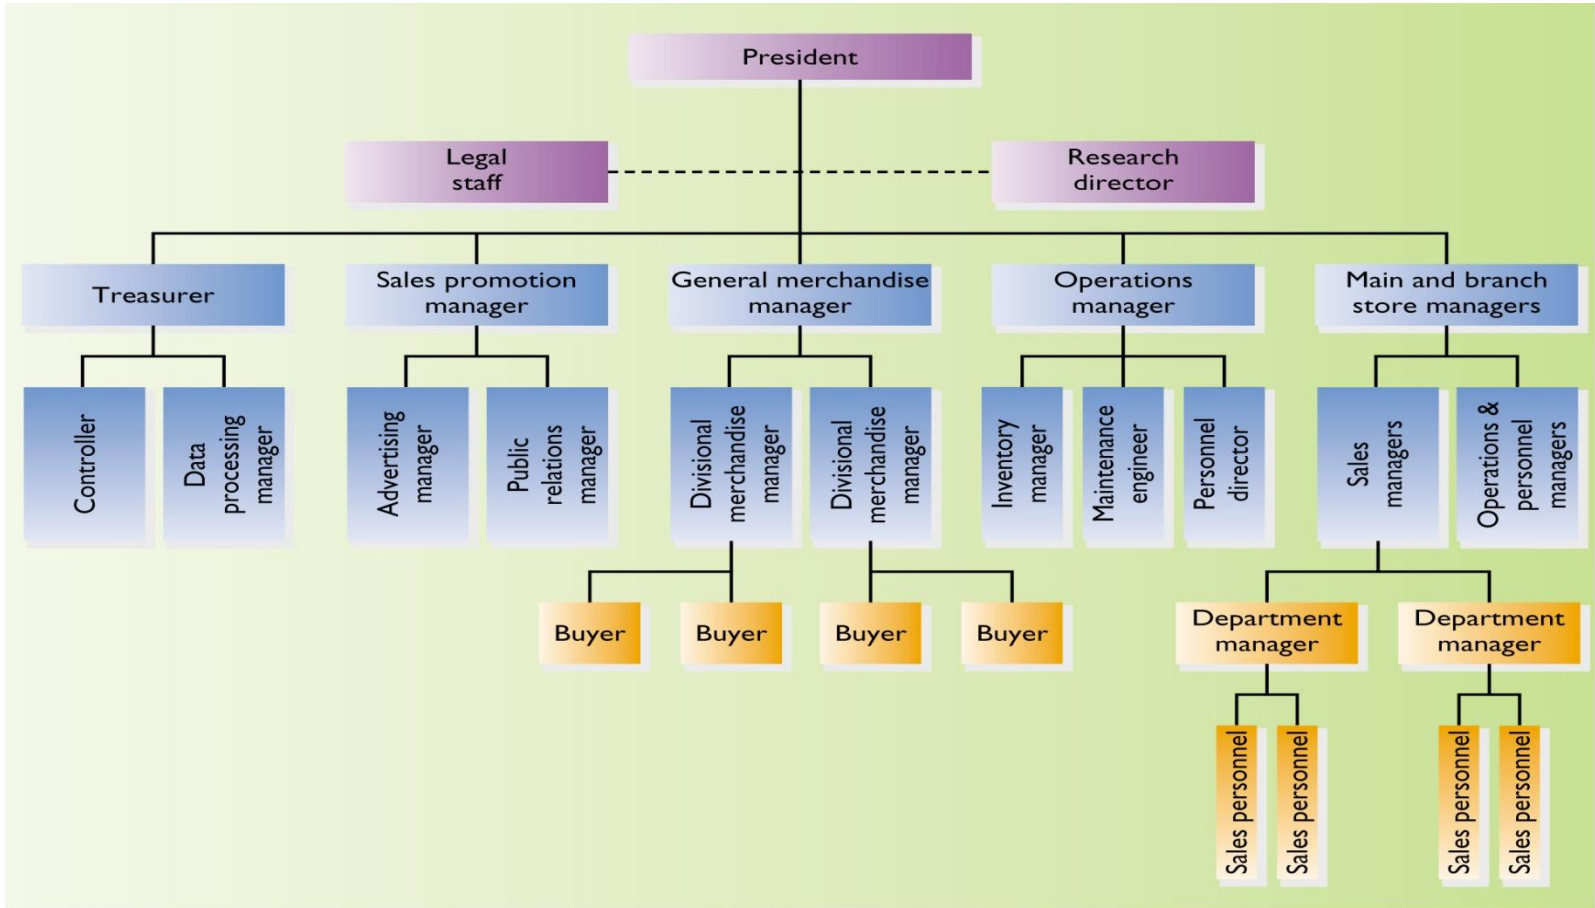 President
Legal
staff
Research
director
Treasurer
Sales promotion
manager
General merchandise
manager
Operations
manager
Main and branch
store managers
Controller
Data
processing
manager
Advertising
manager
Public
relations
manager
Divisional
merchandise
manager
Divisional
merchandise
manager
Inventory
manager
Maintenance
engineer
Personnel
director
Sales
managers
Operations &
personnel
managers
Buyer
Buyer
Buyer
Buyer
Department
manager
Department
manager
Sales personnel
Sales personnel
Sales personnel
Sales personnel